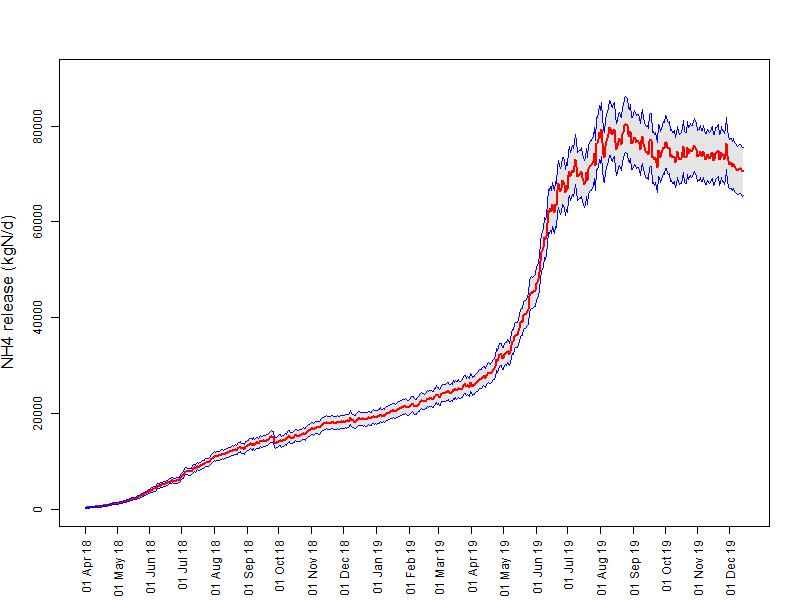 NH4 release (kgN/d)
80000
60000
40000
20000
0
01 Apr 18
01 May 18
01 Jun 18
01 Jul 18
01 Aug 18
01 Sep 18
01 Oct 18
01 Nov 18
01 Dec 18
01 Jan 19
01 Feb 19
01 Mar 19
01 Apr 19
01 May 19
01 Jun 19
01 Jul 19
01 Aug 19
01 Sep 19
01 Oct 19
01 Nov 19
01 Dec 19